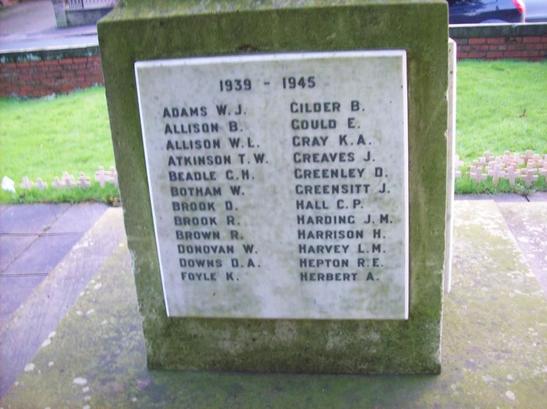 1939 - 1945
ADAMS W.J.
ALLISON B.
ALLISON W.L.
ATKINSON T.W.
BEADLE G.H.
BOTHAM W.
BROOK D.
BROOK R.
BROWN R.
DONOVAN W.
DOWNS D.A.
FOYLE K.
GILDER B.
GOULD E.
GRAY K.A.
GREAVES J.
GREENLEY D.
GREENSITT J.
HALL C.P.
HARDING J.M.
HARRISON H.
HARVEY L.M.
HEPTON R.E.
HERBERT A.